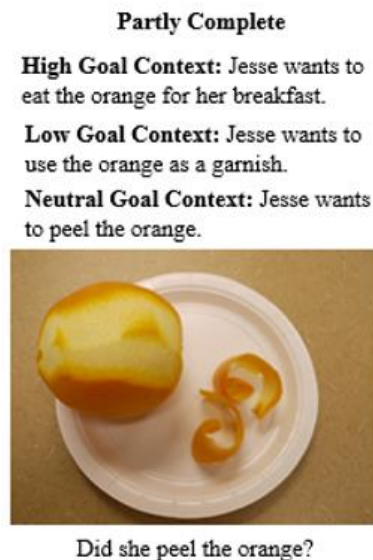 Partly Complete
High Goal Context: Jesse wants to
eat the orange for her breakfast.
Low Goal Context: Jesse wants to
use the orange as a garnish.
Neutral Goal Context: Jesse wants
to peel the orange.
Did she peel the orange?